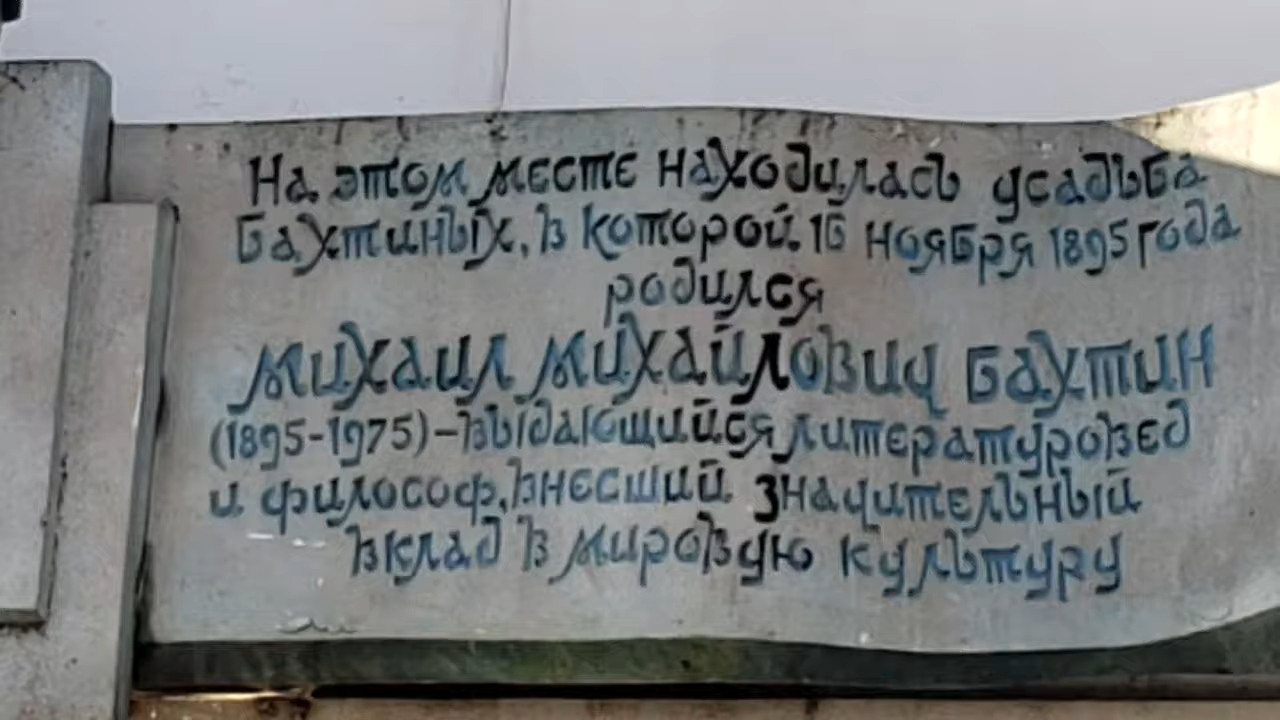 На этом месте находилась усадьба
Бахтиных, в которой 16 ноября 1895 года
родился
Михаил Михайлович Бахтин
(1895-1975)-выдающийся литературовед
и философ, внесший значительный
вклад в мировую культуру